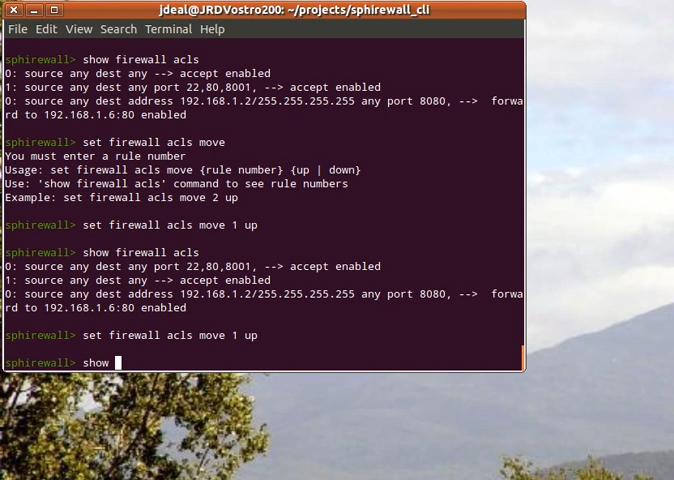 jdeal@JRDVostro200: ~/projects/sphirewall_cli
File Edit View Search Terminal Help
sphirewall> show firewall acls
0: source any dest any --> accept enabled
1: source any dest any port 22,80,8001, --> accept enabled
0: source any dest address 192.168.1.2/255.255.255.255 any port 8080, -->  forwa
rd to 192.168.1.6:80 enabled
sphirewall> set firewall acls move
You must enter a rule number
Usage: set firewall acls move {rule number} {up | down}
Use: 'show firewall acls' command to see rule numbers
Example: set firewall acls move 2 up
sphirewall> set firewall acls move 1 up
sphirewall> show firewall acls
0: source any dest any port 22,80,8001, --> accept enabled
1: source any dest any --> accept enabled
0: source any dest address 192.168.1.2/255.255.255.255 any port 8080, -->  forwa
rd to 192.168.1.6:80 enabled
sphirewall> set firewall acls move 1 up
sphirewall> show